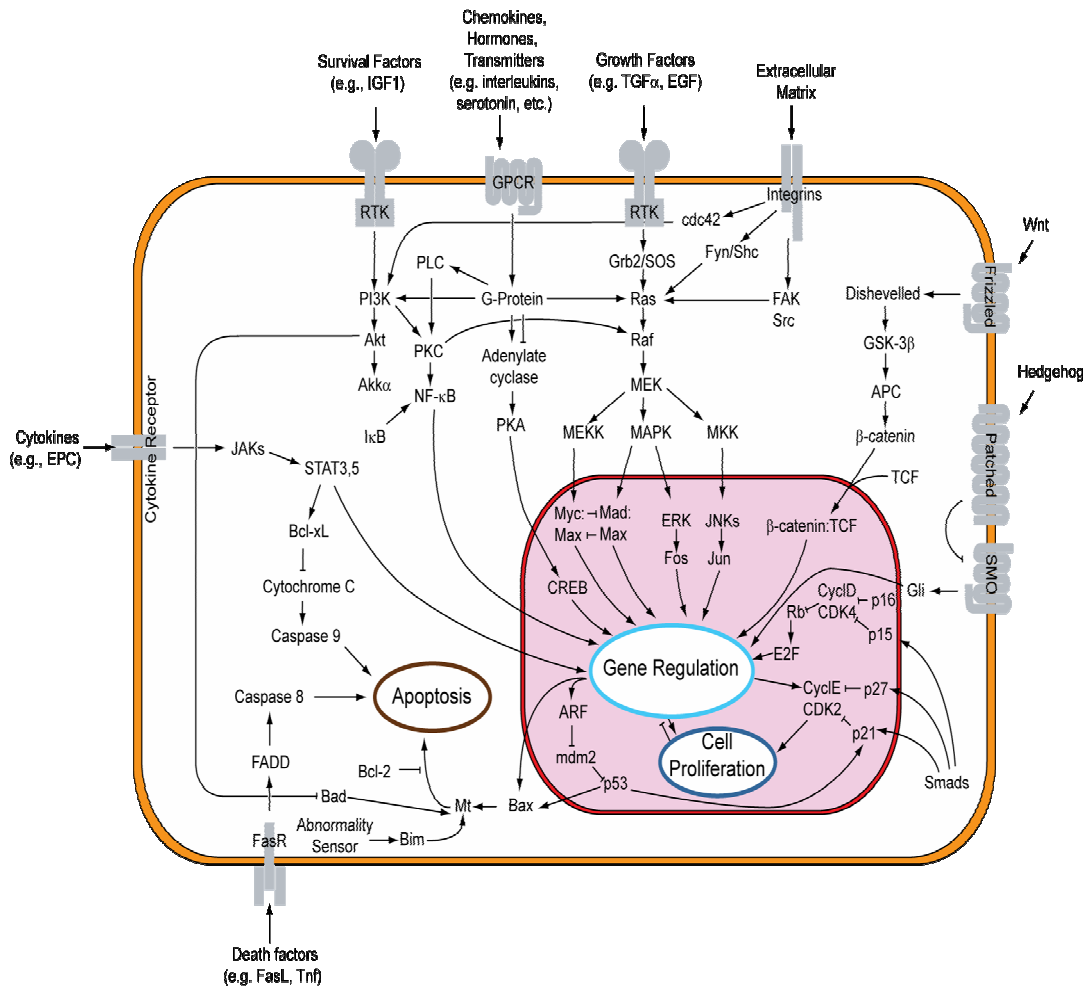 Chemokines,
Hormones,
Transmitters
(e.g. interleukins,
serotonin, etc.)
Survival Factors
(e.g., IGF1)
Growth Factors
(e.g. TGFα, EGF)
Extracellular
Matrix
GPCR
Integrins
RTK
RTK
cdc42
Wnt
Fyn/Shc
Grb2/SOS
PLC
Frizzled
PI3K
G-Protein
Ras
FAK
Src
Dishevelled
Akt
PKC
Raf
GSK-3β
Adenylate
cyclase
Akkα
NF-κB
MEK
APC
Hedgehog
PKA
IκB
MEKK
MAPK
MKK
β-catenin
Cytokines
(e.g., EPC)
Cytokine Receptor
JAKs
STAT3,5
TCF
Patched
Myc:
Mad:
Max
Max
ERK
JNKs
β-catenin:TCF
Bcl-xL
Fos
Jun
SMO
Cytochrome C
CREB
Gli
CyclD
CDK4
p16
Rb
p15
Caspase 9
E2F
Gene Regulation
Caspase 8
Apoptosis
CyclE
CDK2
p27
ARF
p21
Cell
Proliferation
mdm2
FADD
Bcl-2
p53
Smads
Bad
Mt
Bax
Abnormality
Sensor
Bim
FasR
Death factors
(e.g. FasL, Tnf)